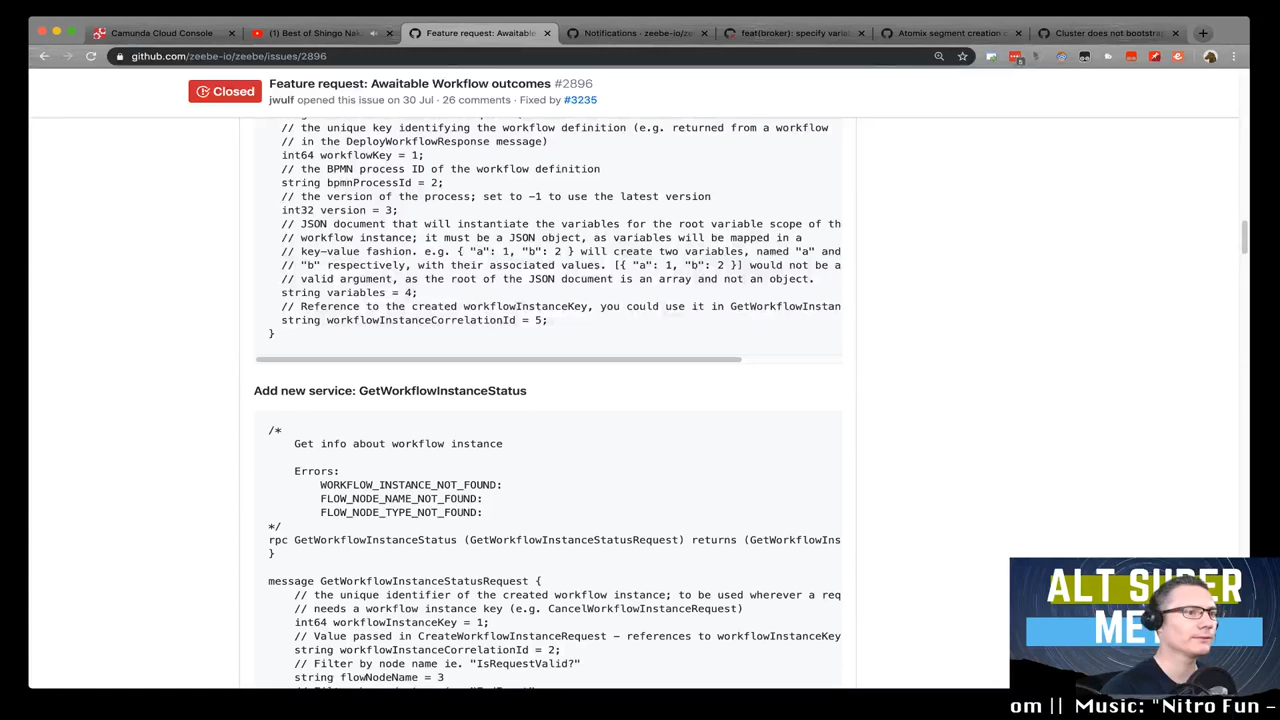 Camunda Cloud Console
(1) Best of Shingo Nak
Feature request: Awaitable
Notifications · zeebe-io/zeebe
feat(broker): specify variab
Atomix segment creation c
Cluster does not bootstrap
github.com/zeebe-io/zeebe/issues/2896
Closed
Feature request: Awaitable Workflow outcomes #2896
jwulf opened this issue on 30 Jul · 26 comments · Fixed by #3235
// the unique key identifying the workflow definition (e.g. returned from a workflow
// in the DeployWorkflowResponse message)
int64 workflowKey = 1;
// the BPMN process ID of the workflow definition
string bpmnProcessId = 2;
// the version of the process; set to -1 to use the latest version
int32 version = 3;
// JSON document that will instantiate the variables for the root variable scope of th
// workflow instance; it must be a JSON object, as variables will be mapped in a
// key-value fashion. e.g. { "a": 1, "b": 2 } will create two variables, named "a" and
// "b" respectively, with their associated values. [{ "a": 1, "b": 2 }] would not be a
// valid argument, as the root of the JSON document is an array and not an object.
string variables = 4;
// Reference to the created workflowInstanceKey, you could use it in GetWorkflowInstan
string workflowInstanceCorrelationId = 5;
}
Add new service: GetWorkflowInstanceStatus
/*
Get info about workflow instance
Errors:
WORKFLOW_INSTANCE_NOT_FOUND:
FLOW_NODE_NAME_NOT_FOUND:
FLOW_NODE_TYPE_NOT_FOUND:
*/
rpc GetWorkflowInstanceStatus (GetWorkflowInstanceStatusRequest) returns (GetWorkflowIns
}
message GetWorkflowInstanceStatusRequest {
// the unique identifier of the created workflow instance; to be used wherever a req
// needs a workflow instance key (e.g. CancelWorkflowInstanceRequest)
int64 workflowInstanceKey = 1;
// Value passed in CreateWorkflowInstanceRequest - references to workflowInstanceKey
string workflowInstanceCorrelationId = 2;
// Filter by node name ie. "IsRequestValid?"
string flowNodeName = 3
ALT SUPER
ME
om || Music: "Nitro Fun -